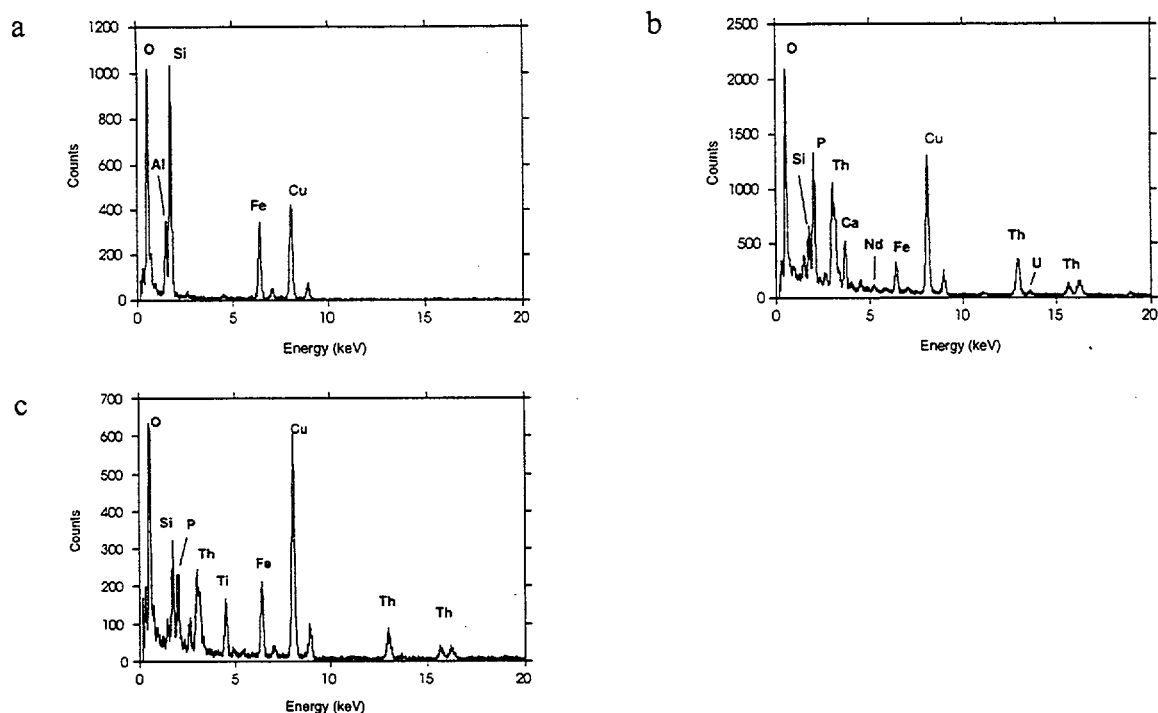 a
1200
1000
800
600
400
200
0
Counts
O
Si
Al
Fe
Cu
0 5 10 15 20
Energy (keV)
b
2500
2000
1500
1000
500
0
Counts
O
Si
P
Th
Ca
Nd
Fe
Cu
Th
U
Th
0 5 10 15 20
Energy (keV)
c
700
600
500
400
300
200
100
0
Counts
O
Si
P
Th
Ti
Fe
Cu
Th
Th
0 5 10 15 20
Energy (keV)